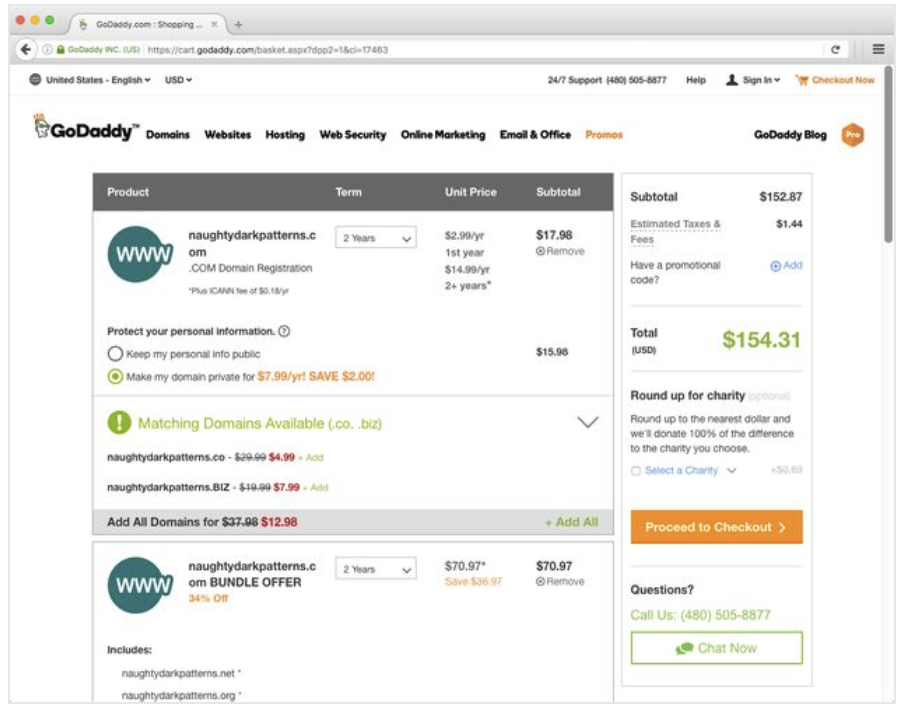 GoDaddy.com : Shopping ... × +
GoDaddy INC. (US) https://cart.godaddy.com/basket.aspx?dpp2=1&ci=17463
United States - English USD 24/7 Support (480) 505-8877 Help Sign In Checkout Now
GoDaddy™ Domains Websites Hosting Web Security Online Marketing Email & Office Promos GoDaddy Blog Pro
Product Term Unit Price Subtotal
www
naughtydarkpatterns.c
om
.COM Domain Registration
*Plus ICANN fee of $0.18/yr
2 Years
$2.99/yr
1st year
$14.99/yr
2+ years*
$17.98
Remove
Protect your personal information. ?
Keep my personal info public
$15.98
Make my domain private for $7.99/yr! SAVE $2.00!
! Matching Domains Available (.co, .biz)
naughtydarkpatterns.co - $29.99 $4.99 + Add
naughtydarkpatterns.BIZ - $19.99 $7.99 + Add
Add All Domains for $37.98 $12.98 + Add All
www
naughtydarkpatterns.c
om BUNDLE OFFER
34% Off
2 Years
$70.97*
Save $36.97
$70.97
Remove
Includes:
naughtydarkpatterns.net *
naughtydarkpatterns.org *
Subtotal $152.87
Estimated Taxes & $1.44
Fees
Have a promotional Add
code?
Total $154.31
(USD)
Round up for charity (optional)
Round up to the nearest dollar and
we'll donate 100% of the difference
to the charity you choose.
Select a Charity +$0.69
Proceed to Checkout
Questions?
Call Us: (480) 505-8877
Chat Now